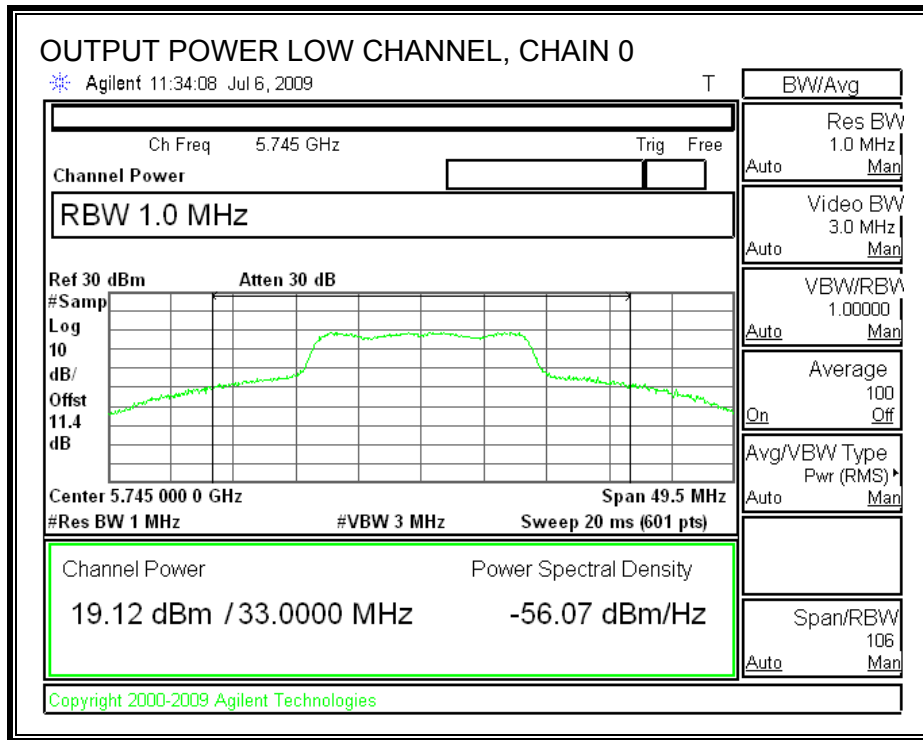 OUTPUT POWER LOW CHANNEL, CHAIN 0
Agilent 11:34:08 Jul 6, 2009 T
Ch Freq 5.745 GHz Trig Free
Channel Power
RBW 1.0 MHz
Ref 30 dBm Atten 30 dB
#Samp
Log
10
dB/
Offst
11.4
dB
Center 5.745 000 0 GHz Span 49.5 MHz
#Res BW 1 MHz #VBW 3 MHz Sweep 20 ms (601 pts)
Channel Power Power Spectral Density
19.12 dBm / 33.0000 MHz -56.07 dBm/Hz
Copyright 2000-2009 Agilent Technologies
BW/Avg
Res BW
1.0 MHz
Auto Man
Video BW
3.0 MHz
Auto Man
VBW/RBW
1.00000
Auto Man
Average
100
On Off
Avg/VBW Type
Pwr (RMS)
Auto Man
Span/RBW
106
Auto Man